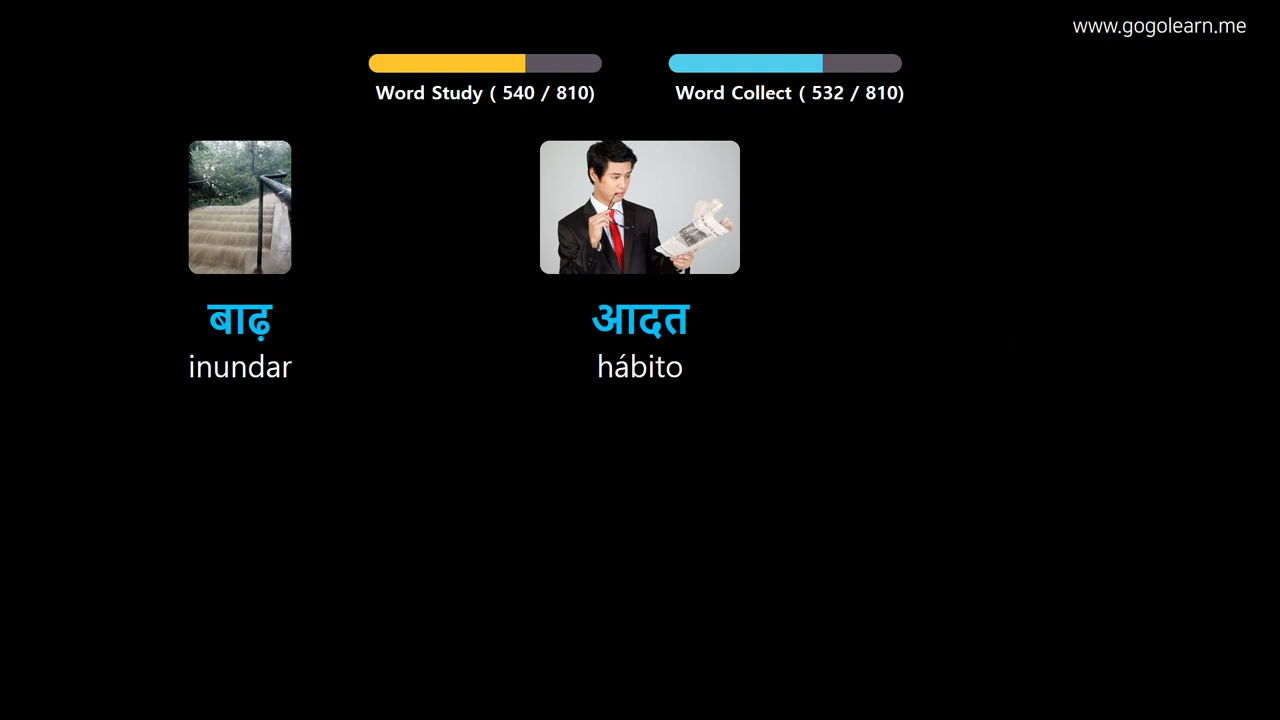 www.gogolearn.me
Word Study ( 540 / 810)
Word Collect ( 532 / 810)
बाढ़
inundar
आदत
hábito